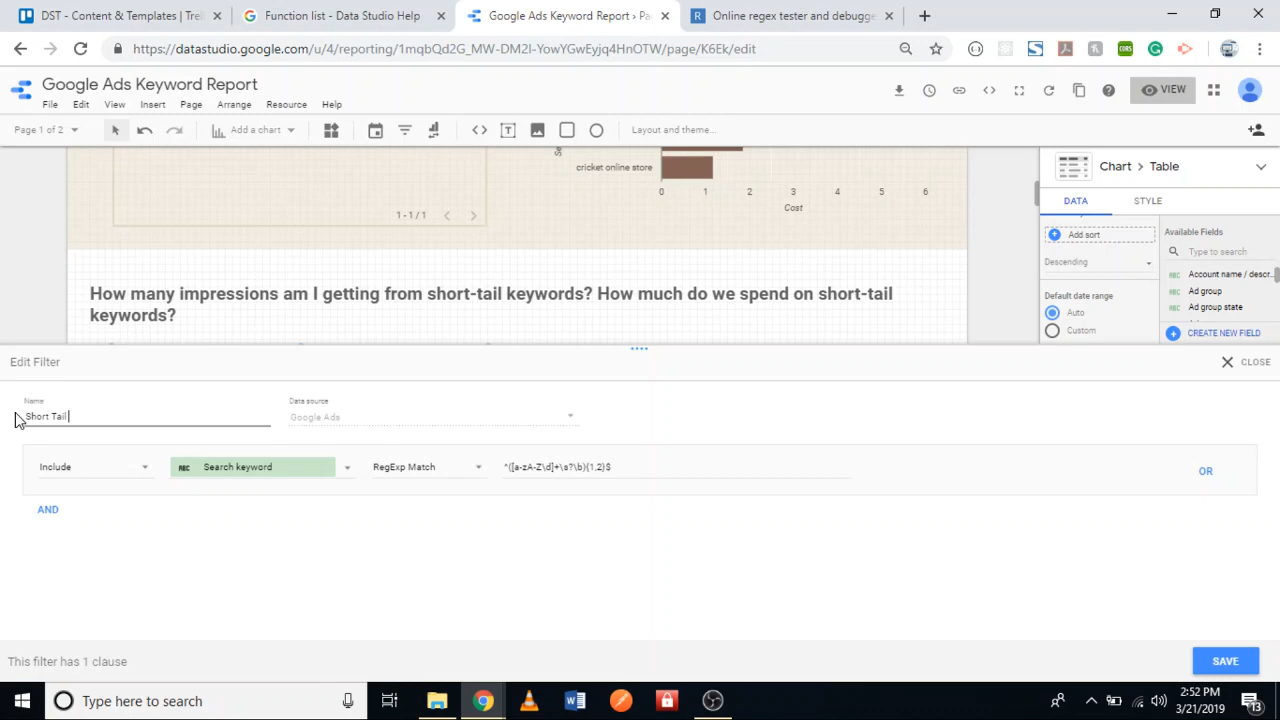 DST - Content & Templates | Tra
Function list - Data Studio Help
Google Ads Keyword Report › Pa
Online regex tester and debugge
https://datastudio.google.com/u/4/reporting/1mqbQd2G_MW-DM2I-YowYGwEyjq4HnOTW/page/K6Ek/edit
Google Ads Keyword Report
File Edit View Insert Page Arrange Resource Help
VIEW
Page 1 of 2
Add a chart
Layout and theme...
cricket online store
0 1 2 3 4 5 6
Cost
1 - 1 / 1
Chart > Table
DATA STYLE
Add sort
Descending
Default date range
Auto
Custom
Available Fields
Type to search
ABC Account name / descr...
ABC Ad group
ABC Ad group state
CREATE NEW FIELD
How many impressions am I getting from short-tail keywords? How much do we spend on short-tail
keywords?
Edit Filter
CLOSE
Name
Short Tail
Data source
Google Ads
Include
ABC Search keyword
RegExp Match
^([a-zA-Z\d]+\s?\b){1,2}$
OR
AND
This filter has 1 clause
SAVE
Type here to search
2:52 PM
3/21/2019
13